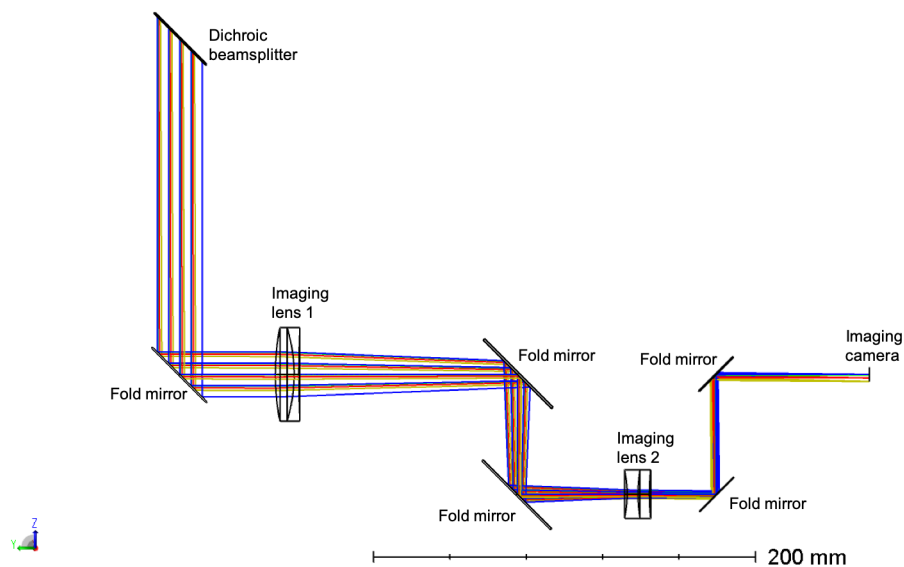 Dichroic
beamsplitter
Imaging
lens 1
Fold mirror
Fold mirror
Fold mirror
Imaging
camera
Imaging
lens 2
Fold mirror
Fold mirror
Z
Y
200 mm